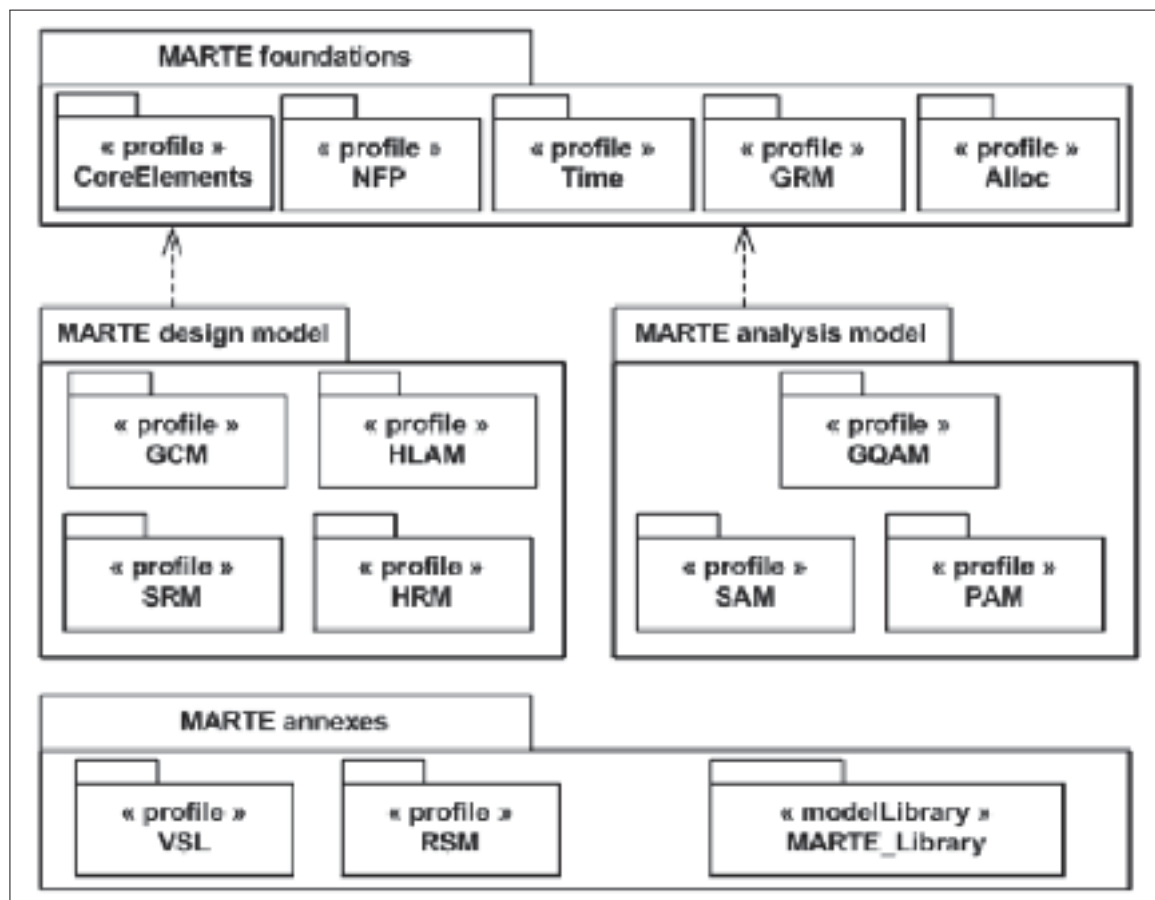 MARTE foundations
« profile » « profile » « profile » « profile » « profile »
CoreElements NFP Time GRM Alloc
MARTE design model MARTE analysis model
« profile » « profile » « profile »
GCM HLAM GQAM
« profile » « profile » « profile » « profile »
SRM HRM SAM PAM
MARTE annexes
« profile » « profile » « modelLibrary »
VSL RSM MARTE_Library